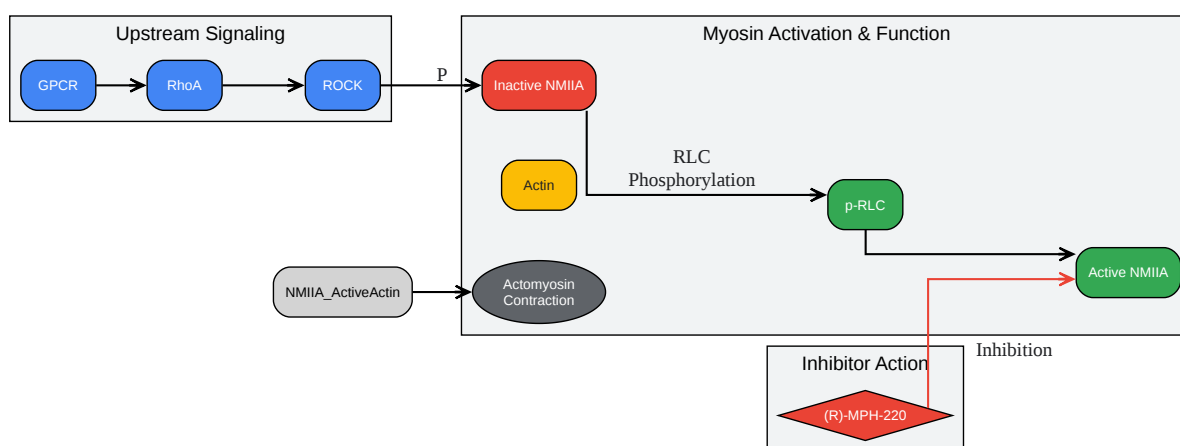 Upstream Signaling
GPCR
RhoA
ROCK
P
Myosin Activation & Function
Inactive NMIIA
Actin
RLC
Phosphorylation
p-RLC
Active NMIIA
NMIIA_ActiveActin
Actomyosin
Contraction
Inhibition
Inhibitor Action
(R)-MPH-220